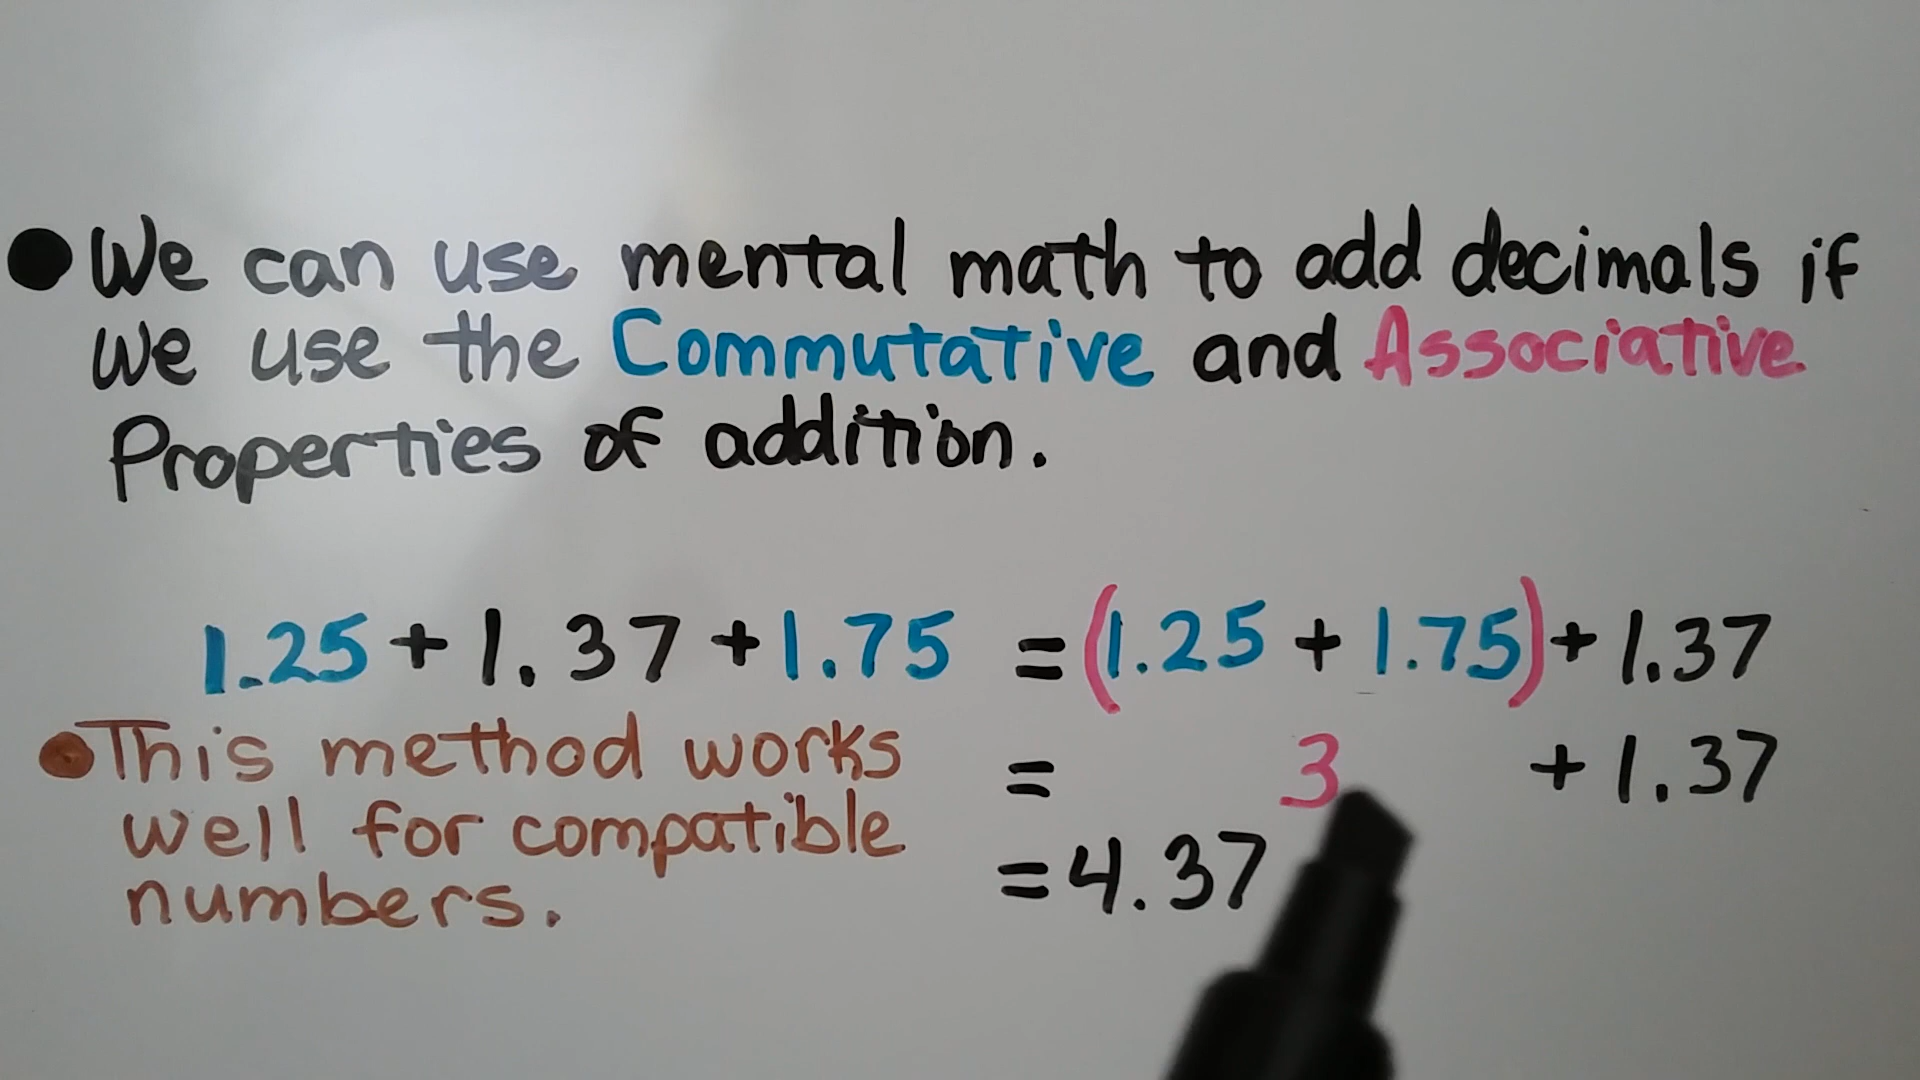 ● We can use mental math to add decimals if
we use the Commutative and Associative
Properties of addition.
1.25 + 1.37 + 1.75 = (1.25 + 1.75) + 1.37
= 3 + 1.37
= 4.37
● This method works
well for compatible
numbers.